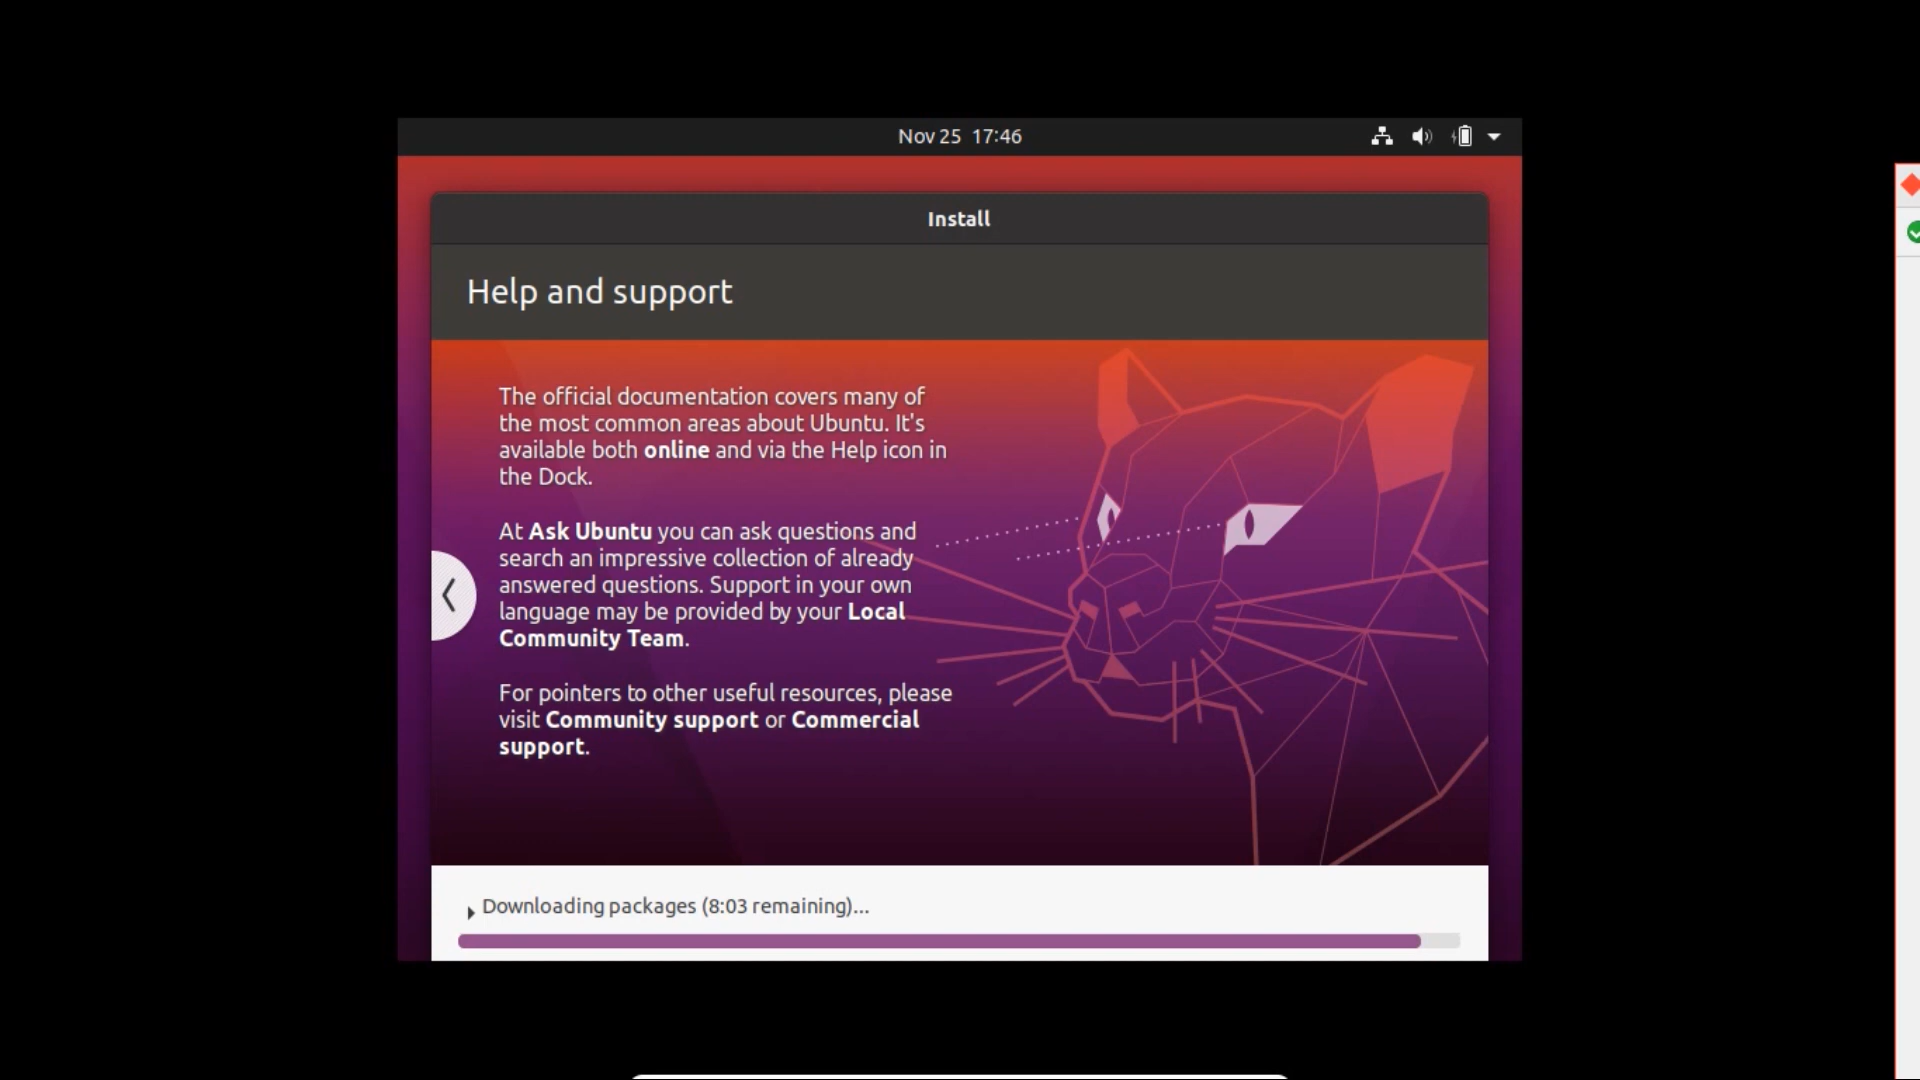 Nov 25 17:46
Install
Help and support
The official documentation covers many of
the most common areas about Ubuntu. It's
available both online and via the Help icon in
the Dock.
At Ask Ubuntu you can ask questions and
search an impressive collection of already
answered questions. Support in your own
language may be provided by your Local
Community Team.
For pointers to other useful resources, please
visit Community support or Commercial
support.
Downloading packages (8:03 remaining)...